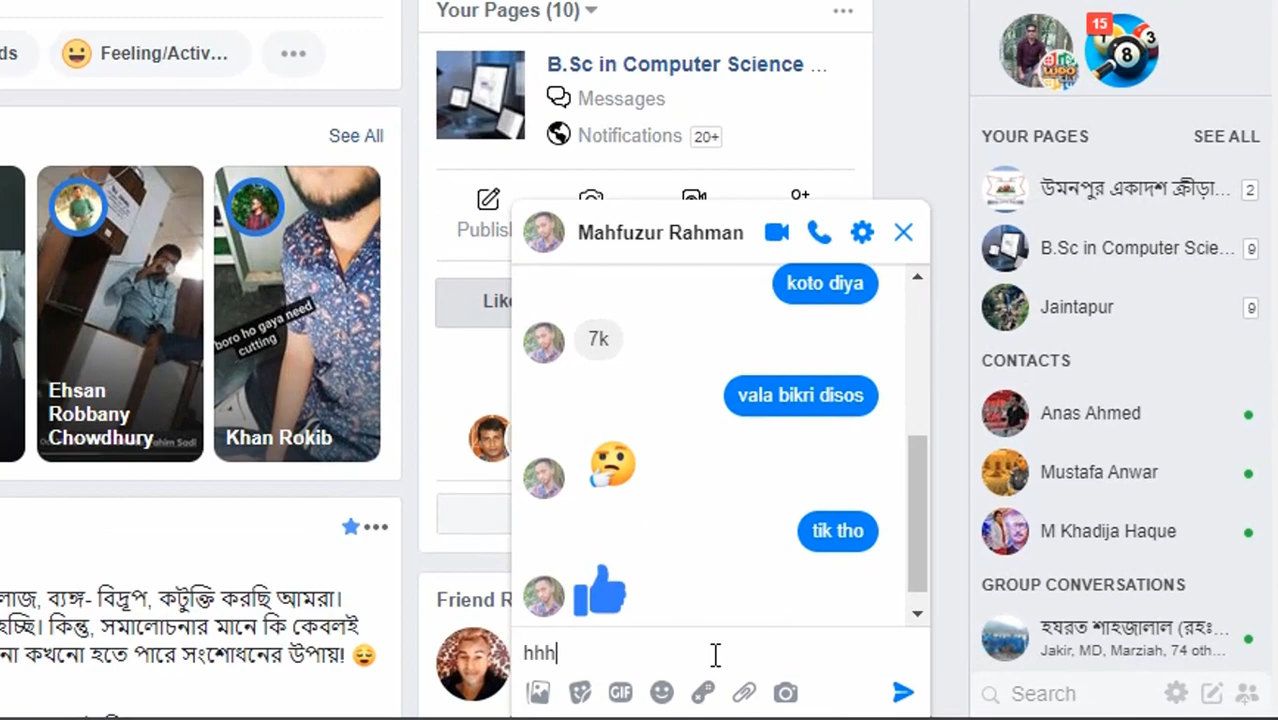 ds
Feeling/Activ...
See All
boro ho gaya need
cutting
Ehsan
Robbany
Chowdhury
Khan Rokib
লাজ, ব্যঙ্গ- বিদ্রূপ, কটুক্তি করছি আমরা।
হচ্ছি। কিন্তু, সমালোচনার মানে কি কেবলই
না কখনো হতে পারে সংশোধনের উপায়!
Your Pages (10)
B.Sc in Computer Science ...
Messages
Notifications 20+
Publis
Like
Friend R
Mahfuzur Rahman
koto diya
7k
vala bikri disos
tik tho
hhh
GIF
15
YOUR PAGES SEE ALL
উমনপুর একাদশ ক্রীড়া... 2
B.Sc in Computer Scie... 9
Jaintapur 9
CONTACTS
Anas Ahmed
Mustafa Anwar
M Khadija Haque
GROUP CONVERSATIONS
হযরত শাহজালাল (রহঃ...
Jakir, MD, Marziah, 74 oth...
Search